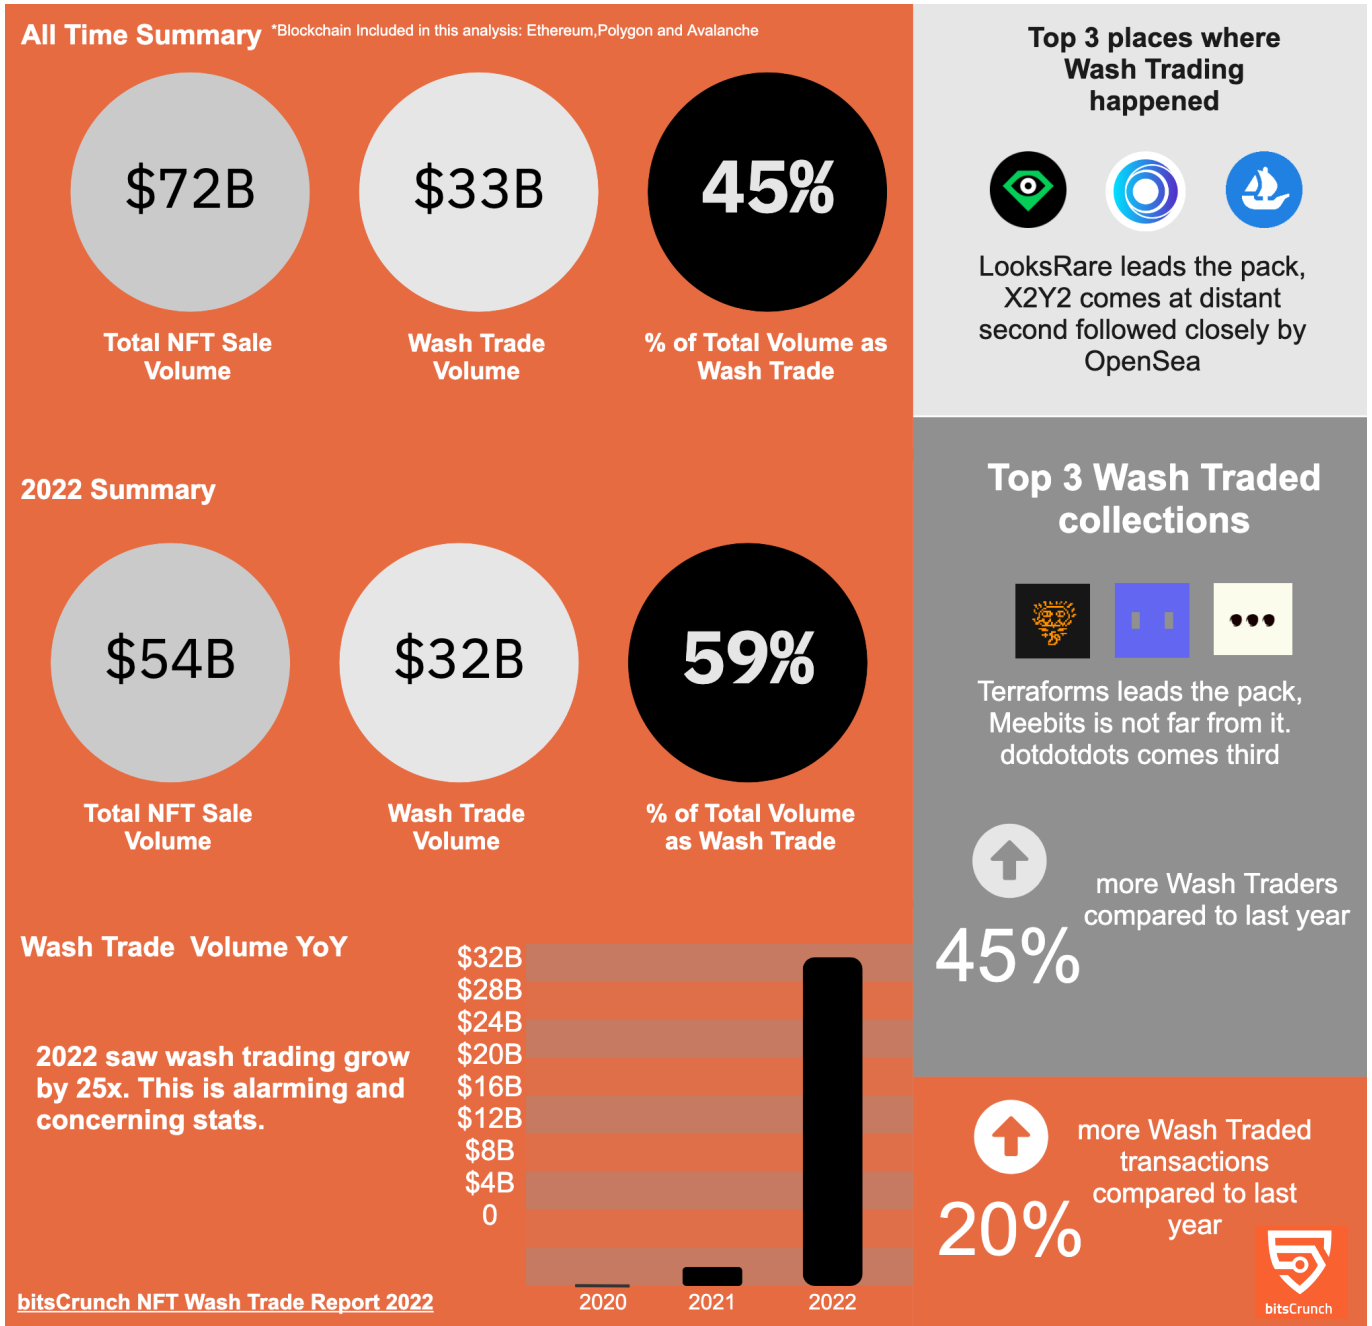 All Time Summary *Blockchain Included in this analysis: Ethereum,Polygon and Avalanche
$72B
$33B
45%
Total NFT Sale
Volume
Wash Trade
Volume
% of Total Volume as
Wash Trade
2022 Summary
$54B
$32B
59%
Total NFT Sale
Volume
Wash Trade
Volume
% of Total Volume
as Wash Trade
Wash Trade Volume YoY
2022 saw wash trading grow
by 25x. This is alarming and
concerning stats.
$32B
$28B
$24B
$20B
$16B
$12B
$8B
$4B
0
2020
2021
2022
bitsCrunch NFT Wash Trade Report 2022
Top 3 places where
Wash Trading
happened
LooksRare leads the pack,
X2Y2 comes at distant
second followed closely by
OpenSea
Top 3 Wash Traded
collections
Terraforms leads the pack,
Meebits is not far from it.
dotdotdots comes third
45%
more Wash Traders
compared to last year
20%
more Wash Traded
transactions
compared to last
year
bitsCrunch